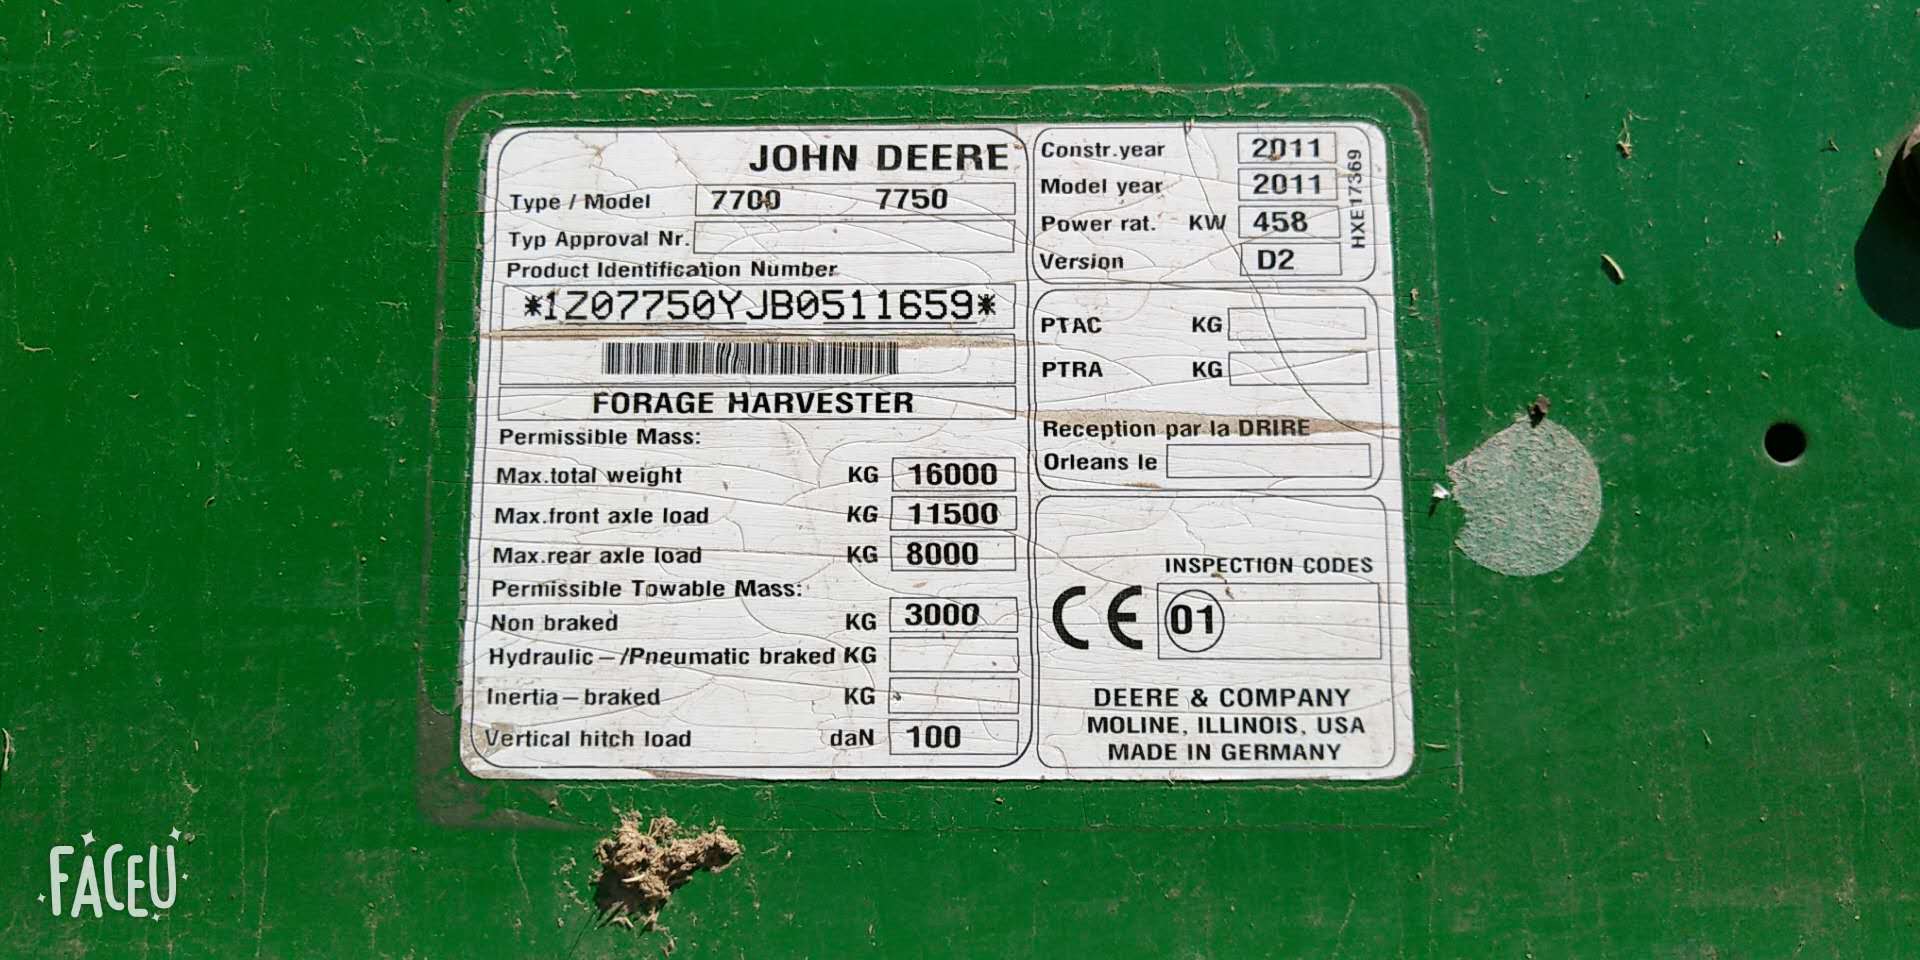 JOHN DEERE
Type / Model 7700 7750
Typ Approval Nr.
Product Identification Number
*1Z07750YJB0511659*
FORAGE HARVESTER
Permissible Mass:
Max.total weight KG 16000
Max.front axle load KG 11500
Max.rear axle load KG 8000
Permissible Towable Mass:
Non braked KG 3000
Hydraulic–/Pneumatic braked KG
Inertia–braked KG
Vertical hitch load daN 100
Constr.year 2011
Model year 2011
Power rat. KW 458
Version D2
HXE17369
PTAC KG
PTRA KG
Reception par la DRIRE
Orleans le
INSPECTION CODES
CE 01
DEERE & COMPANY
MOLINE, ILLINOIS, USA
MADE IN GERMANY
FACEU